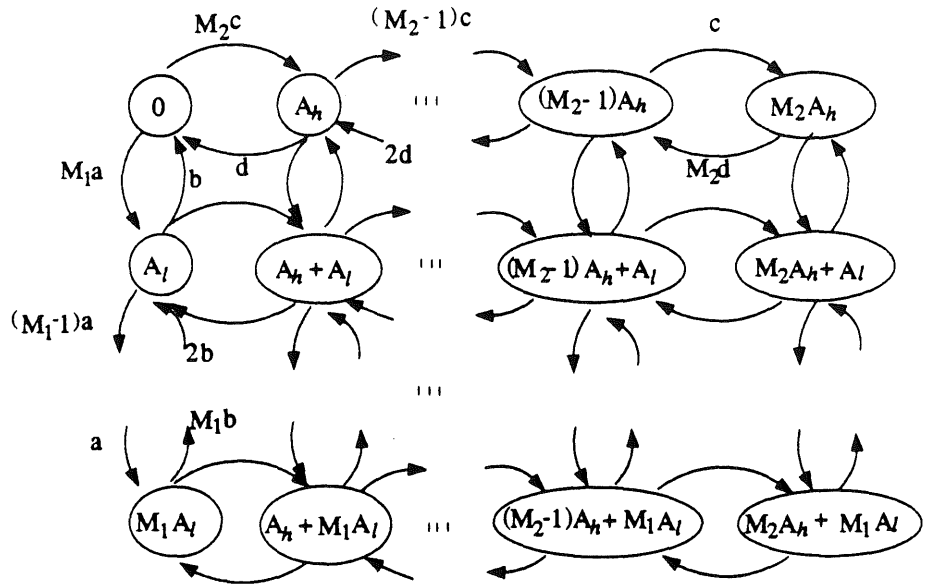 M₂c
(M₂-1)c
c
0
Aₕ
...
(M₂-1)Aₕ
M₂Aₕ
M₁a
b
d
2d
M₂d
Aₗ
Aₕ + Aₗ
...
(M₂-1)Aₕ+Aₗ
M₂Aₕ+Aₗ
(M₁-1)a
2b
...
a
M₁b
M₁Aₗ
Aₕ + M₁Aₗ
...
(M₂-1)Aₕ + M₁Aₗ
M₂Aₕ + M₁Aₗ